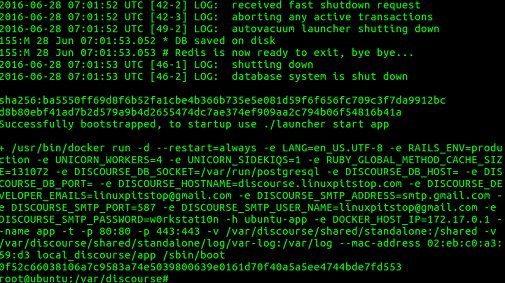 2016-06-28 07:01:52 UTC [42-2] LOG:  received fast shutdown request
2016-06-28 07:01:52 UTC [42-3] LOG:  aborting any active transactions
2016-06-28 07:01:52 UTC [49-2] LOG:  autovacuum launcher shutting down
155:M 28 Jun 07:01:53.052 * DB saved on disk
155:M 28 Jun 07:01:53.053 # Redis is now ready to exit, bye bye...
2016-06-28 07:01:53 UTC [46-1] LOG:  shutting down
2016-06-28 07:01:53 UTC [46-2] LOG:  database system is shut down
sha256:ba5550ff69d8f6b52fa1cbe4b366b735e5e081d59f6f656fc709c3f7da9912bc
d8b80ebf41ad7b2d579a9b4d2655474dc7ae374ef909aa2c794b06f54816b41a
Successfully bootstrapped, to startup use ./launcher start app
+ /usr/bin/docker run -d --restart=always -e LANG=en_US.UTF-8 -e RAILS_ENV=produ
ction -e UNICORN_WORKERS=4 -e UNICORN_SIDEKIQS=1 -e RUBY_GLOBAL_METHOD_CACHE_SIZ
E=131072 -e DISCOURSE_DB_SOCKET=/var/run/postgresql -e DISCOURSE_DB_HOST= -e DIS
COURSE_DB_PORT= -e DISCOURSE_HOSTNAME=discourse.linuxpitstop.com -e DISCOURSE_DE
VELOPER_EMAILS=linuxpitstop@gmail.com -e DISCOURSE_SMTP_ADDRESS=smtp.gmail.com -
e DISCOURSE_SMTP_PORT=587 -e DISCOURSE_SMTP_USER_NAME=linuxpitstop@gmail.com -e
DISCOURSE_SMTP_PASSWORD=w0rkstat10n -h ubuntu-app -e DOCKER_HOST_IP=172.17.0.1 -
-name app -t -p 80:80 -p 443:443 -v /var/discourse/shared/standalone:/shared -v
/var/discourse/shared/standalone/log/var-log:/var/log --mac-address 02:eb:c0:a3:
59:d3 local_discourse/app /sbin/boot
0f52c66038106a7c9583a74e5039800639e0161d70f40a5a5ee4744bde7fd553
root@ubuntu:/var/discourse#